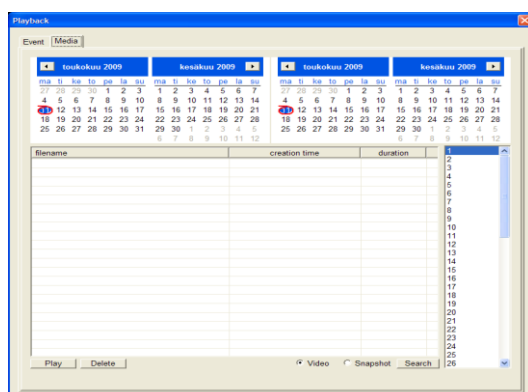 Playback
Event Media
toukokuu 2009 kesäkuu 2009 toukokuu 2009 kesäkuu 2009
ma ti ke to pe la su ma ti ke to pe la su ma ti ke to pe la su ma ti ke to pe la su
27 28 29 30 1 2 3 1 2 3 4 5 6 7 27 28 29 30 1 2 3 1 2 3 4 5 6 7
4 5 6 7 8 9 10 8 9 10 11 12 13 14 4 5 6 7 8 9 10 8 9 10 11 12 13 14
11 12 13 14 15 16 17 15 16 17 18 19 20 21 11 12 13 14 15 16 17 15 16 17 18 19 20 21
18 19 20 21 22 23 24 22 23 24 25 26 27 28 18 19 20 21 22 23 24 22 23 24 25 26 27 28
25 26 27 28 29 30 31 29 30 1 2 3 4 5 25 26 27 28 29 30 31 29 30 1 2 3 4 5
6 7 8 9 10 11 12 6 7 8 9 10 11 12
filename creation time duration
1
2
3
4
5
6
7
8
9
10
11
12
13
14
15
16
17
18
19
20
21
22
23
24
25
26
Play Delete Video Snapshot Search